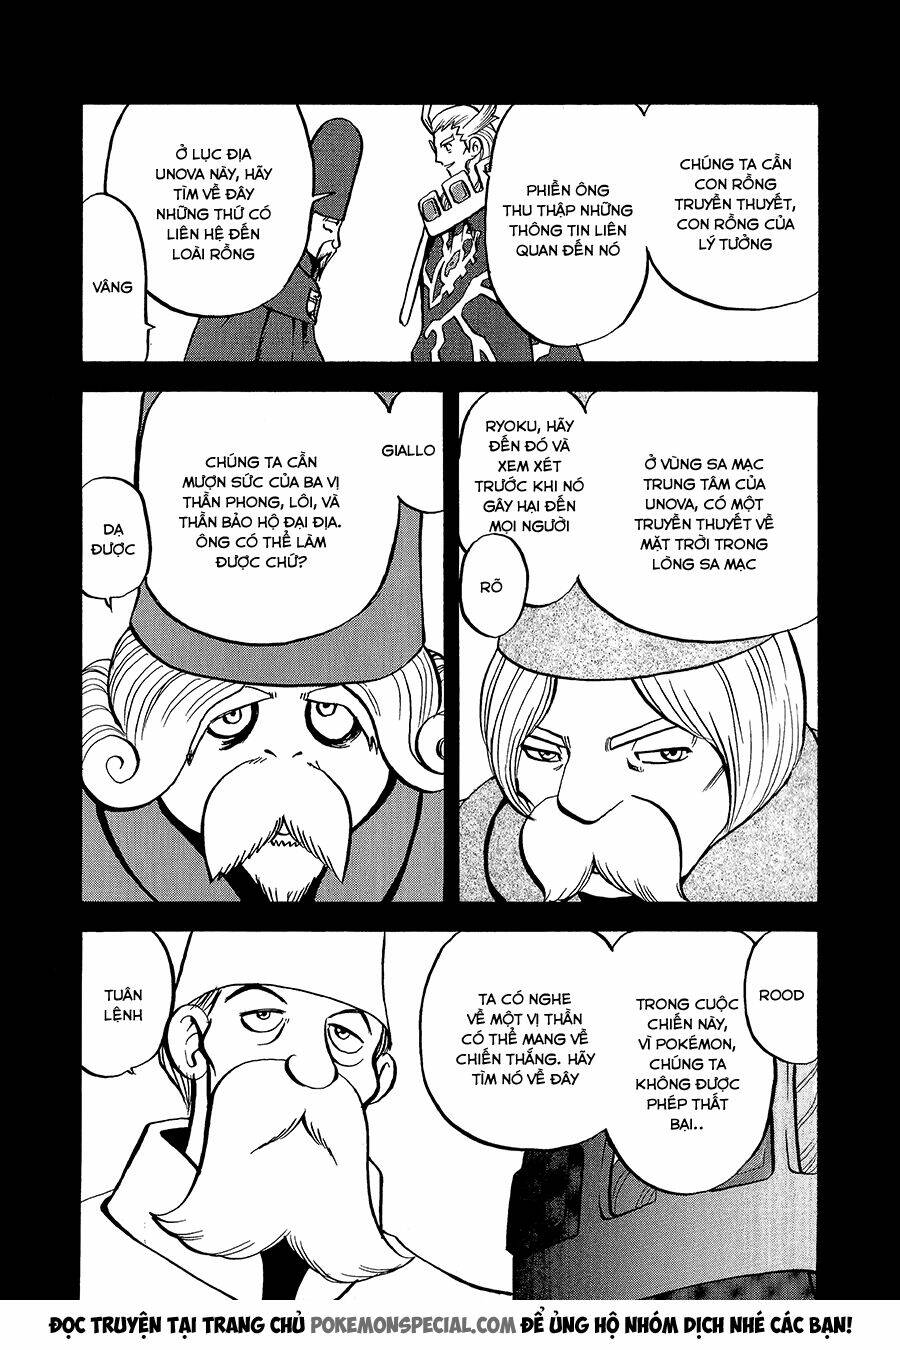 CHÚNG TA CẦN
CON RỒNG
TRUYỀN THUYẾT,
CON RỒNG CỦA
LÝ TƯỞNG
PHIỀN ÔNG
THU THẬP NHỮNG
THÔNG TIN LIÊN
QUAN ĐẾN NÓ
Ở LỤC ĐỊA
UNOVA NÀY, HÃY
TÌM VỀ ĐÂY
NHỮNG THỨ CÓ
LIÊN HỆ ĐẾN
LOÀI RỒNG
VÂNG
Ở VÙNG SA MẠC
TRUNG TÂM CỦA
UNOVA, CÓ MỘT
TRUYỀN THUYẾT VỀ
MẶT TRỜI TRONG
LÒNG SA MẠC
RYOKU, HÃY
ĐẾN ĐÓ VÀ
XEM XÉT
TRƯỚC KHI NÓ
GÂY HẠI ĐẾN
MỌI NGƯỜI
RÕ
GIALLO
CHÚNG TA CẦN
MƯỢN SỨC CỦA BA VỊ
THẦN PHONG, LÔI, VÀ
THẦN BẢO HỘ ĐẠI ĐỊA.
ÔNG CÓ THỂ LÀM
ĐƯỢC CHỨ?
DẠ
ĐƯỢC
ROOD
TRONG CUỘC
CHIẾN NÀY,
VÌ POKÉMON,
CHÚNG TA
KHÔNG ĐƯỢC
PHÉP THẤT
BẠI..
TA CÓ NGHE
VỀ MỘT VỊ THẦN
CÓ THỂ MANG VỀ
CHIẾN THẮNG. HÃY
TÌM NÓ VỀ ĐÂY
TUÂN
LỆNH
ĐỌC TRUYỆN TẠI TRANG CHỦ POKEMONSPECIAL.COM ĐỂ ỦNG HỘ NHÓM DỊCH NHÉ CÁC BẠN!